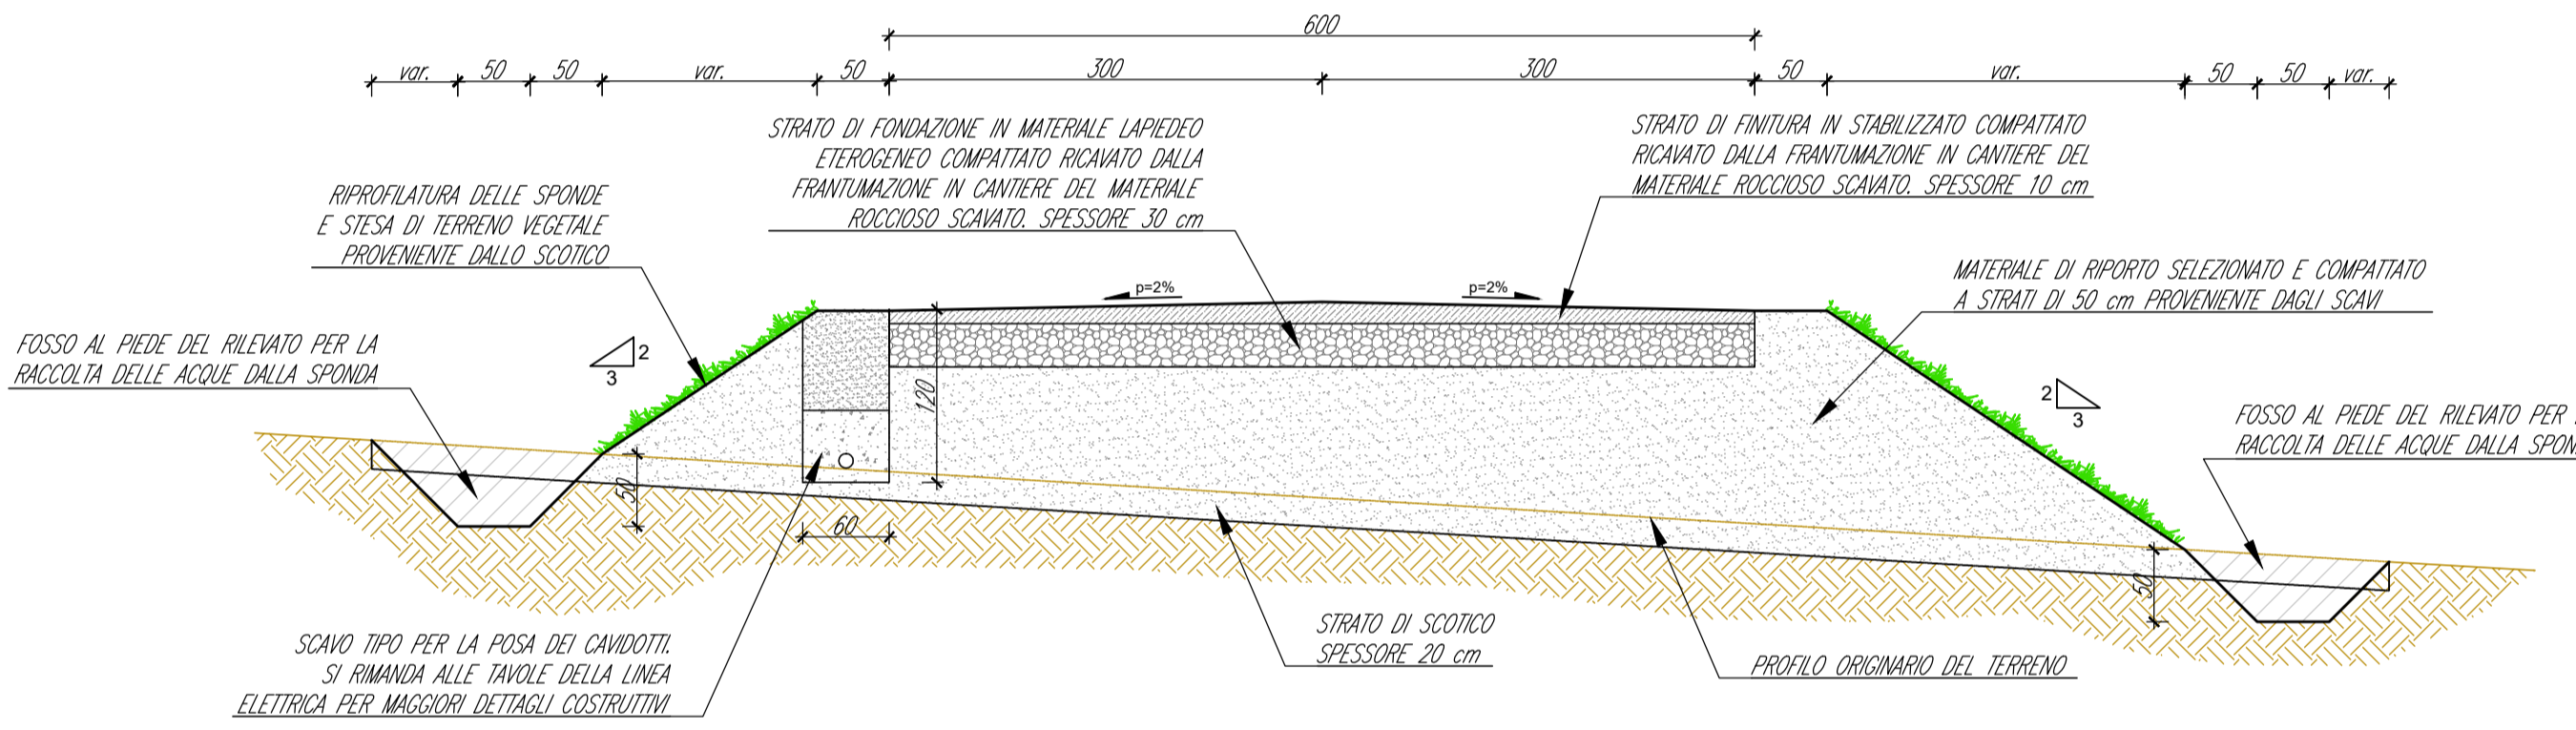 600
var. 50 50 var. 50 300 300 50 var. 50 50 var.
STRATO DI FONDAZIONE IN MATERIALE LAPIEDEO
ETEROGENEO COMPATTATO RICAVATO DALLA
FRANTUMAZIONE IN CANTIERE DEL MATERIALE
ROCCIOSO SCAVATO. SPESSORE 30 cm
STRATO DI FINITURA IN STABILIZZATO COMPATTATO
RICAVATO DALLA FRANTUMAZIONE IN CANTIERE DEL
MATERIALE ROCCIOSO SCAVATO. SPESSORE 10 cm
RIPROFILATURA DELLE SPONDE
E STESA DI TERRENO VEGETALE
PROVENIENTE DALLO SCOTICO
MATERIALE DI RIPORTO SELEZIONATO E COMPATTATO
A STRATI DI 50 cm PROVENIENTE DAGLI SCAVI
p=2%
p=2%
FOSSO AL PIEDE DEL RILEVATO PER LA
RACCOLTA DELLE ACQUE DALLA SPONDA
2
3
120
2
3
FOSSO AL PIEDE DEL RILEVATO PER
RACCOLTA DELLE ACQUE DALLA SPON
50
60
50
STRATO DI SCOTICO
SPESSORE 20 cm
PROFILO ORIGINARIO DEL TERRENO
SCAVO TIPO PER LA POSA DEI CAVIDOTTI.
SI RIMANDA ALLE TAVOLE DELLA LINEA
ELETTRICA PER MAGGIORI DETTAGLI COSTRUTTIVI